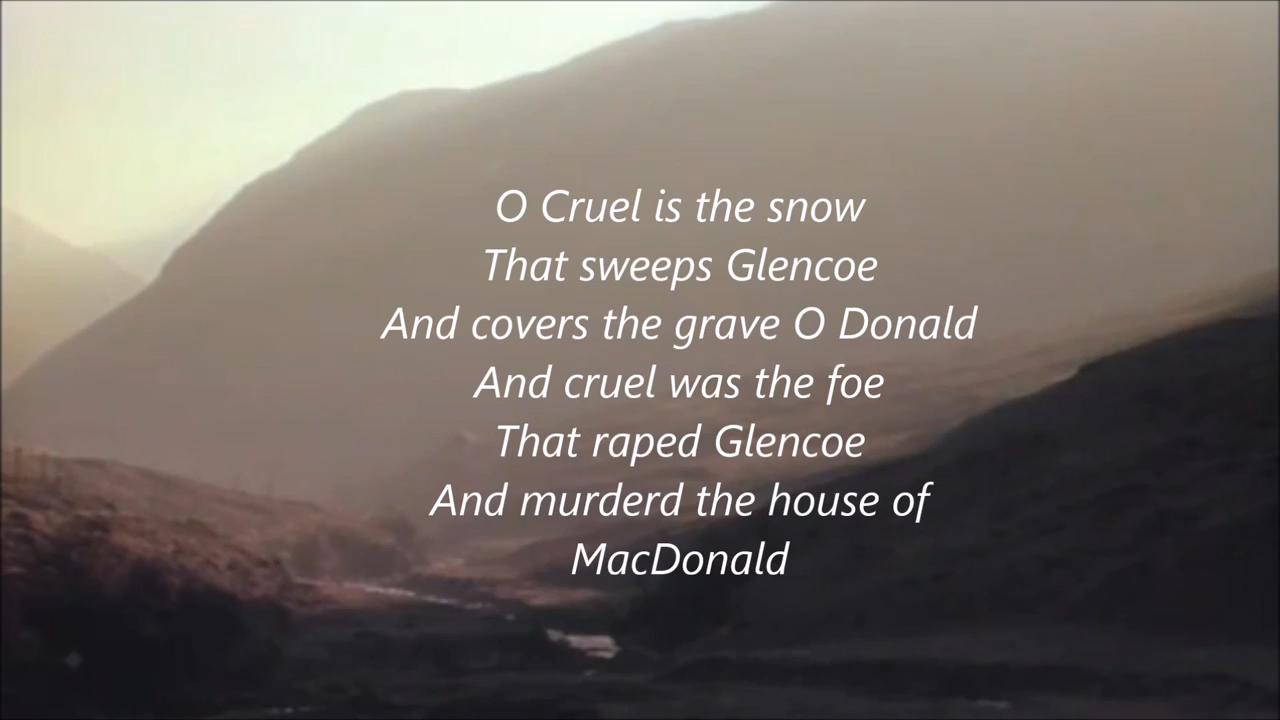 O Cruel is the snow
That sweeps Glencoe
And covers the grave O Donald
And cruel was the foe
That raped Glencoe
And murderd the house of
MacDonald